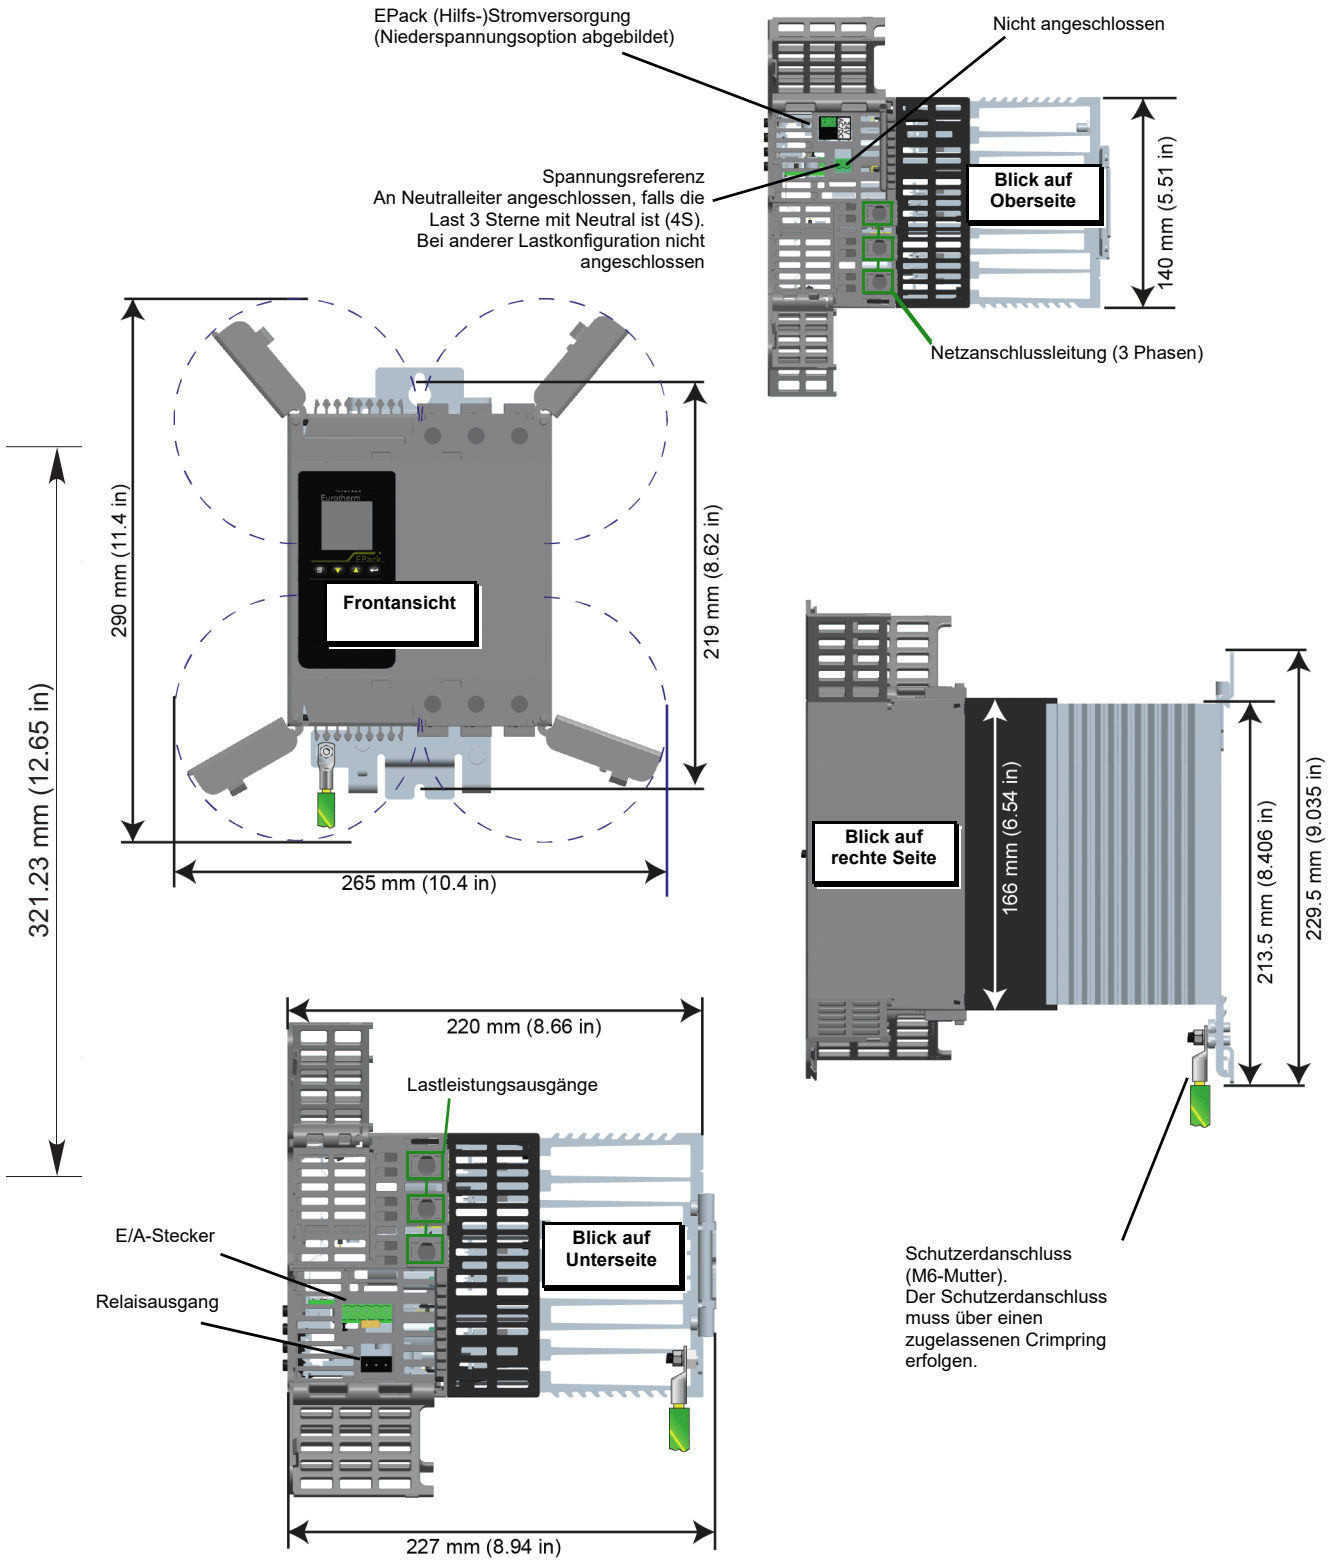 EPack (Hilfs-)Stromversorgung
(Niederspannungsoption abgebildet)
Nicht angeschlossen
Spannungsreferenz
An Neutralleiter angeschlossen, falls die
Last 3 Sterne mit Neutral ist (4S).
Bei anderer Lastkonfiguration nicht
angeschlossen
Blick auf
Oberseite
140 mm (5.51 in)
Netzanschlussleitung (3 Phasen)
290 mm (11.4 in)
219 mm (8.62 in)
321.23 mm (12.65 in)
Eurotherm
EPack
Frontansicht
265 mm (10.4 in)
Blick auf
rechte Seite
166 mm (6.54 in)
213.5 mm (8.406 in)
229.5 mm (9.035 in)
220 mm (8.66 in)
Lastleistungsausgänge
E/A-Stecker
Relaisausgang
Blick auf
Unterseite
Schutzerdanschluss
(M6-Mutter).
Der Schutzerdanschluss
muss über einen
zugelassenen Crimpring
erfolgen.
227 mm (8.94 in)